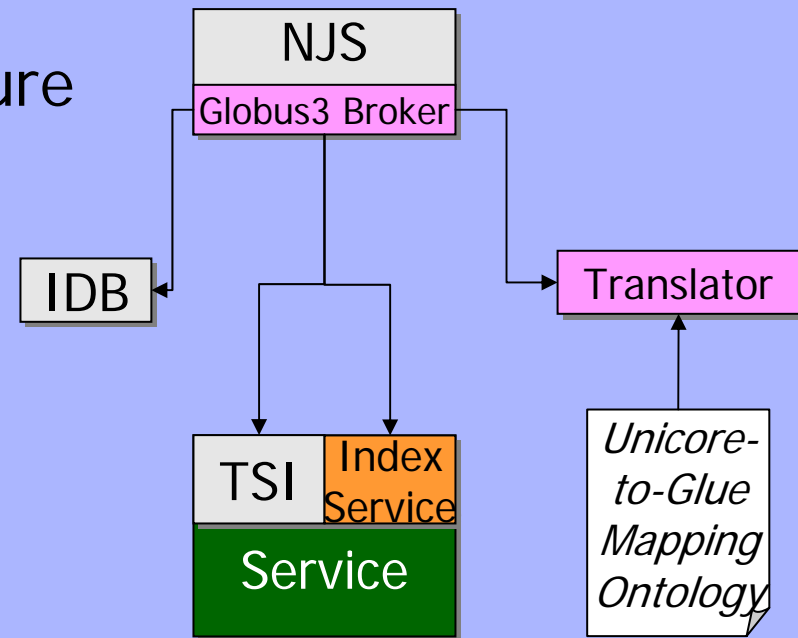 NJS
ure
Globus3 Broker
IDB
Translator
TSI
Index
Service
Service
Unicore-
to-Glue
Mapping
Ontology